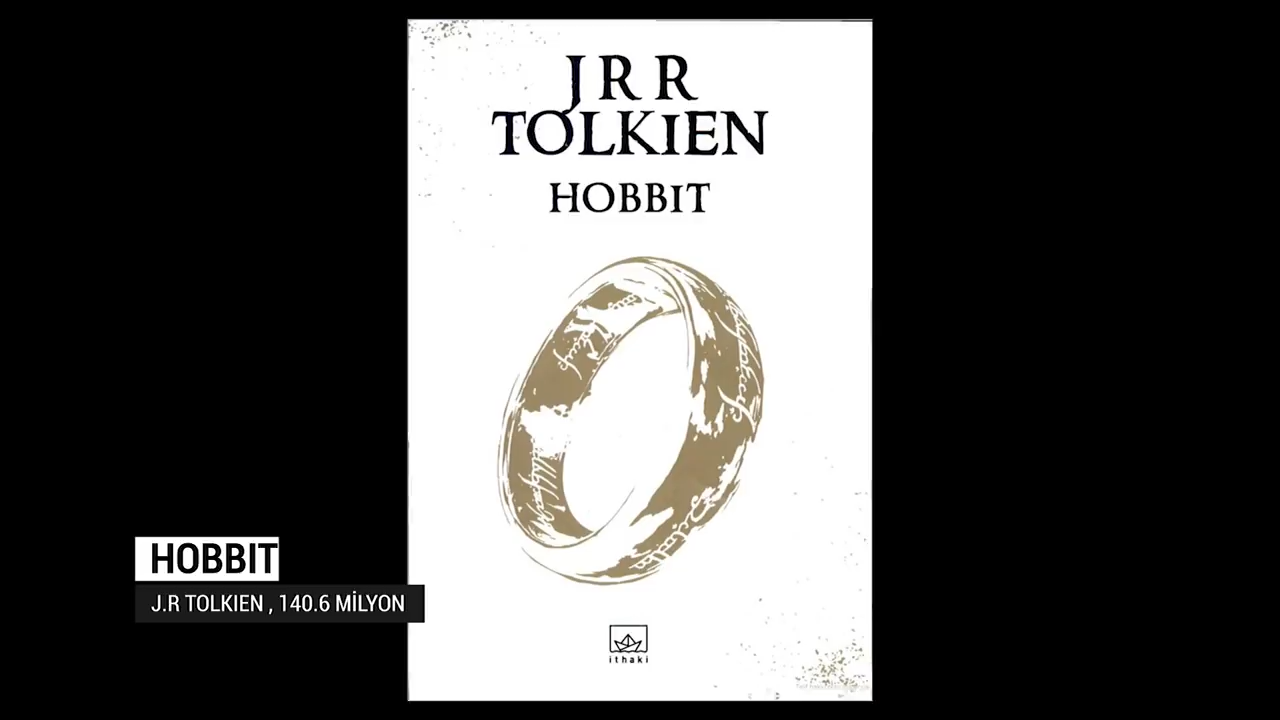 J R R
TOLKIEN
HOBBIT
ithaki
HOBBIT
J.R TOLKIEN , 140.6 MİLYON